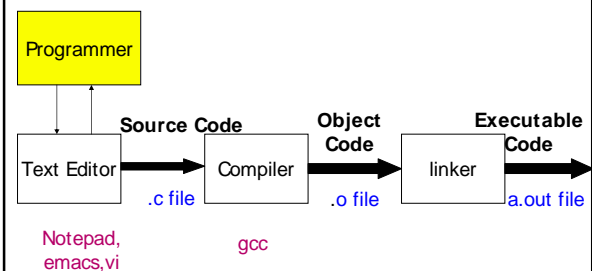 Programmer
Source Code
Object
Code
Executable
Code
Text Editor
Compiler
linker
.c file
.o file
a.out file
Notepad,
emacs,vi
gcc